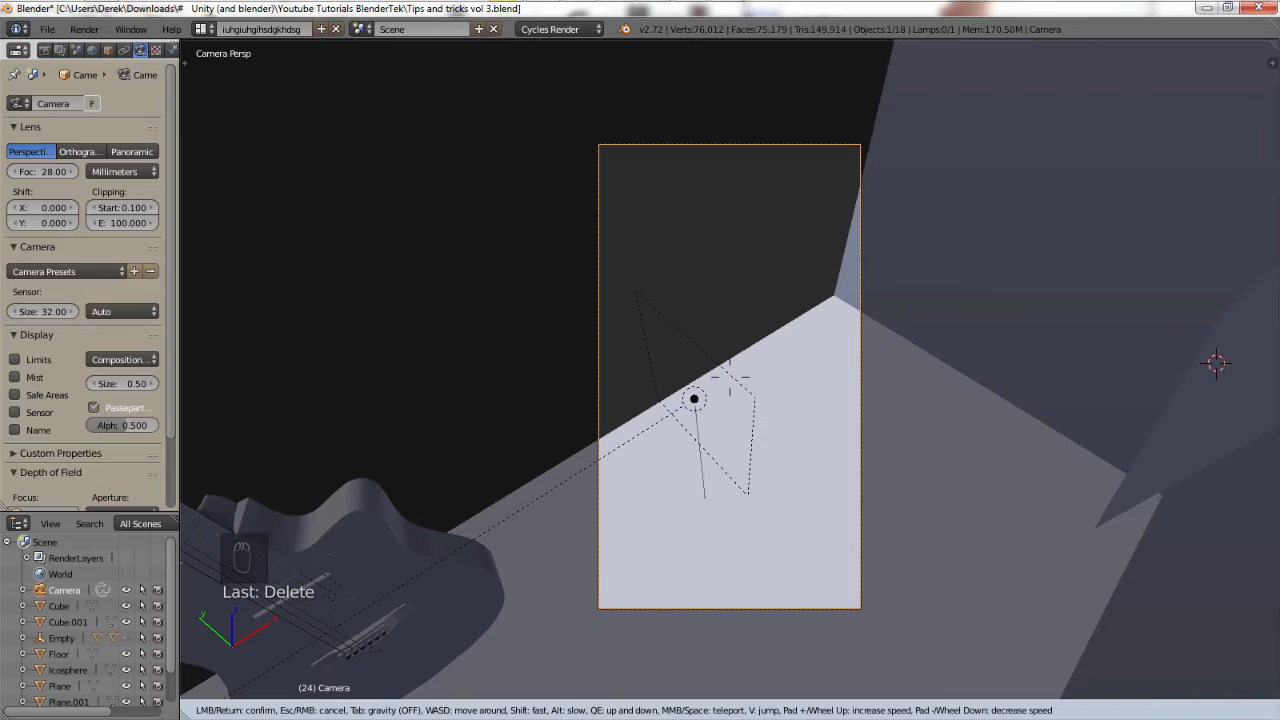 Blender* [C:\Users\Derek\Downloads\# Unity (and blender)\Youtube Tutorials BlenderTek\Tips and tricks vol 3.blend]
File Render Window Help iuhgjiughihsdgkhdsg Scene Cycles Render v2.72 | Verts:76,012 | Faces:75,179 | Tris:149,914 | Objects:1/18 | Lamps:0/1 | Mem:170.50M | Camera
Camera Persp
Came Came
Camera F
Lens
Perspecti... Orthogra... Panoramic
Foc: 28.00 Millimeters
Shift: Clipping:
X: 0.000 Start: 0.100
Y: 0.000 E: 100.000
Camera
Camera Presets
Sensor:
Size: 32.00 Auto
Display
Limits Composition...
Mist Size: 0.50
Safe Areas Passepart...
Sensor Alph: 0.500
Name
Custom Properties
Depth of Field
Focus: Aperture:
View Search All Scenes
Scene
RenderLayers
World
Camera
Cube
Cube.001
Empty
Floor
Icosphere
Plane
Plane.001
Last: Delete
x
y
z
(24) Camera
LMB/Return: confirm, Esc/RMB: cancel, Tab: gravity (OFF), WASD: move around, Shift: fast, Alt: slow, QE: up and down, MMB/Space: teleport, V: jump, Pad +/Wheel Up: increase speed, Pad -/Wheel Down: decrease speed